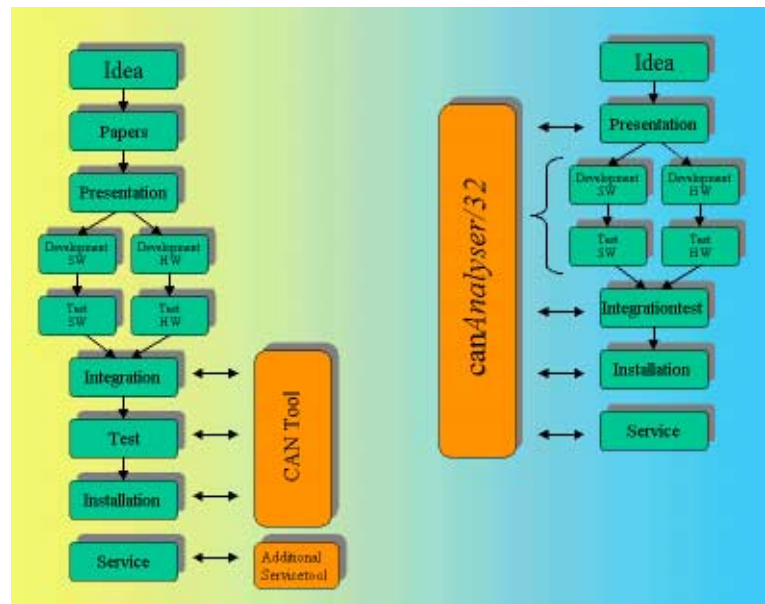 Idea
Papers
Presentation
Development
SW
Development
HW
Test
SW
Test
HW
Integration
Test
Installation
Service
CAN Tool
Additional
Servicetool
canAnalyser/32
Idea
Presentation
Development
SW
Development
HW
Test
SW
Test
HW
Integrationtest
Installation
Service